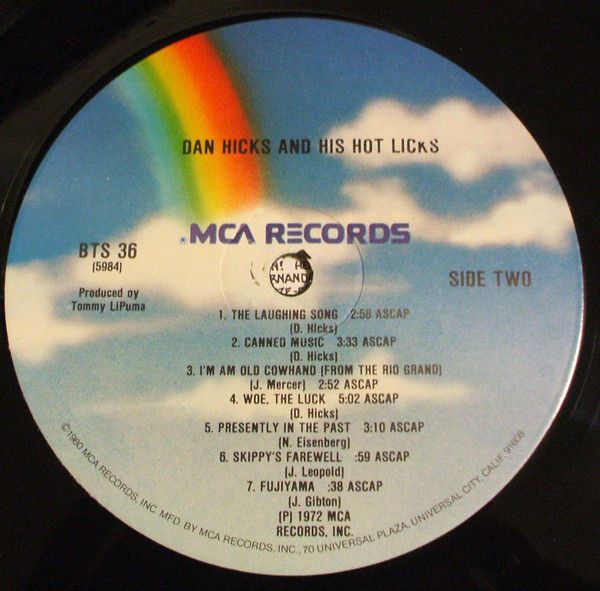 DAN HICKS AND HIS HOT LICKS
®MCA RECORDS
BTS 36
(5984)
Produced by
Tommy LiPuma
SIDE TWO
1. THE LAUGHING SONG 2:58 ASCAP
(D. Hicks)
2. CANNED MUSIC 3:33 ASCAP
(D. Hicks)
3. I'M AM OLD COWHAND (FROM THE RIO GRAND)
(J. Mercer) 2:52 ASCAP
4. WOE, THE LUCK 5:02 ASCAP
(D. Hicks)
5. PRESENTLY IN THE PAST 3:10 ASCAP
(N. Eisenberg)
6. SKIPPY'S FAREWELL :59 ASCAP
(J. Leopold)
7. FUJIYAMA :38 ASCAP
(J. Gibton)
(P) 1972 MCA
RECORDS, INC.
©1980 MCA RECORDS, INC. MFD. BY MCA RECORDS, INC., 70 UNIVERSAL PLAZA, UNIVERSAL CITY, CALIF. 91608